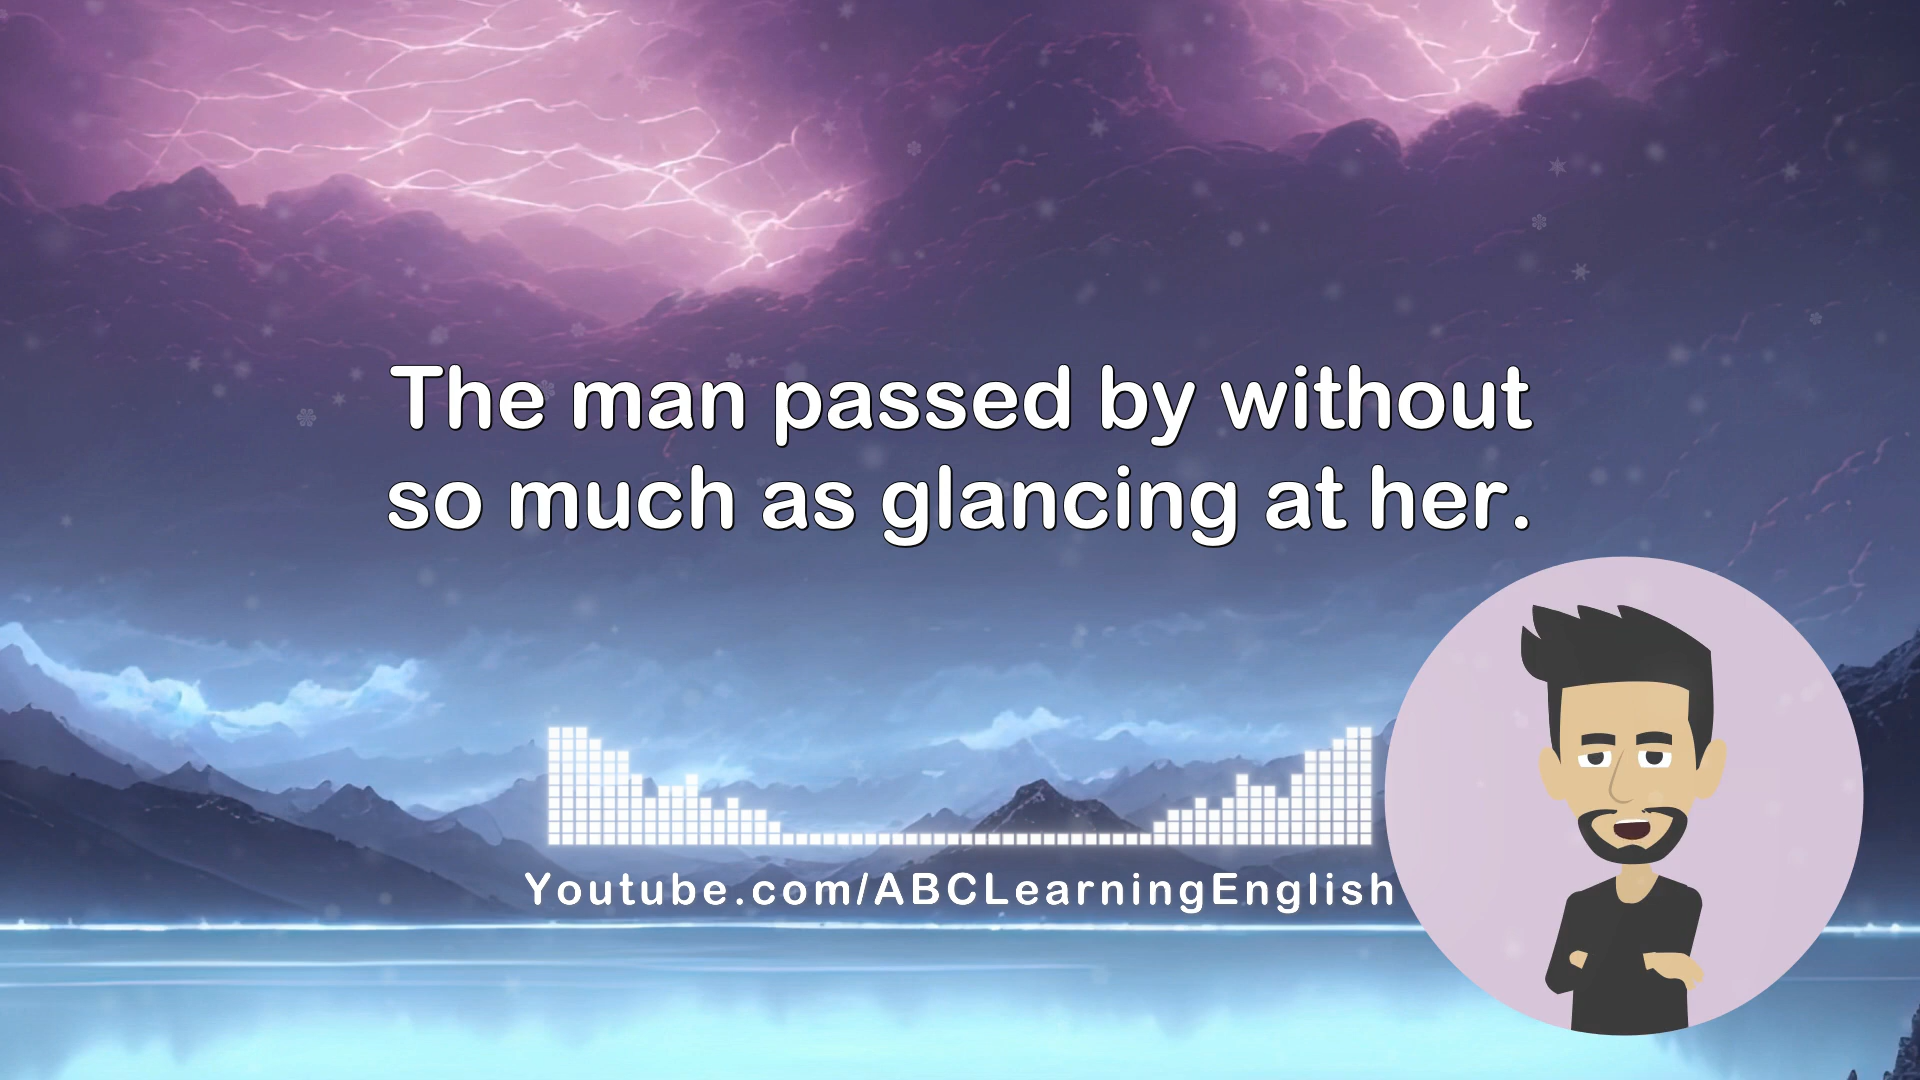 The man passed by without
so much as glancing at her.
Youtube.com/ABCLearningEnglish